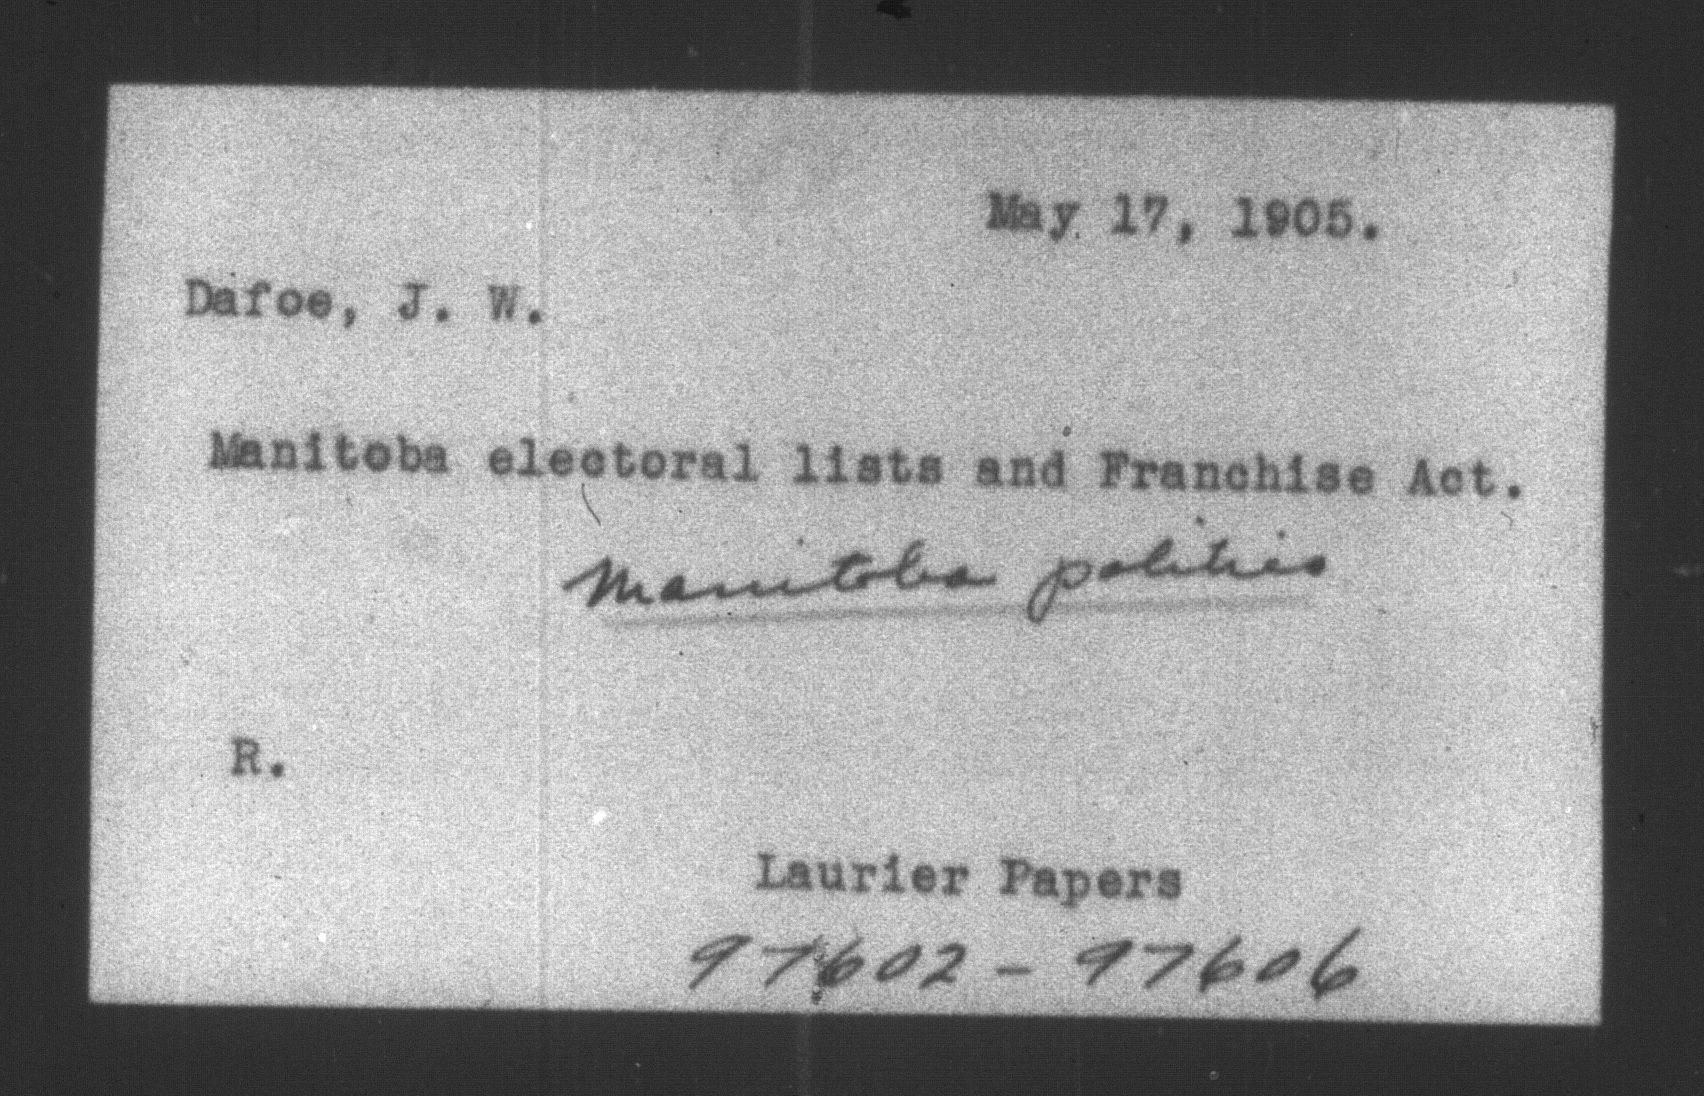 May 17, 1905.
Dafoe, J. W.
Manitoba electoral lists and Franchise Act.
Manitoba politics
R.
Laurier Papers
97602 - 97606